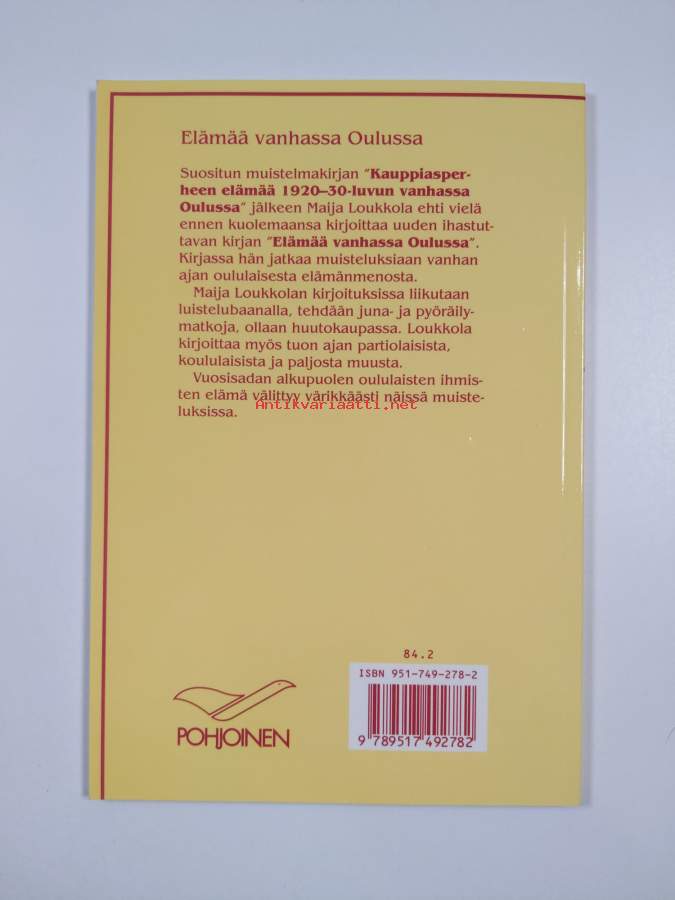 Elämää vanhassa Oulussa
Suositun muistelmakirjan "Kauppiasper-
heen elämää 1920–30-luvun vanhassa
Oulussa" jälkeen Maija Loukkola ehti vielä
ennen kuolemaansa kirjoittaa uuden ihastut-
tavan kirjan "Elämää vanhassa Oulussa".
Kirjassa hän jatkaa muisteluksiaan vanhan
ajan oululaisesta elämänmenosta.
Maija Loukkolan kirjoituksissa liikutaan
luistelubaanalla, tehdään juna- ja pyöräily-
matkoja, ollaan huutokaupassa. Loukkola
kirjoittaa myös tuon ajan partiolaisista,
koululaisista ja paljosta muusta.
Vuosisadan alkupuolen oululaisten ihmis-
ten elämä välittyy värikkäästi näissä muiste-
luksissa.
Antikvariaatti.net
84.2
ISBN 951-749-278-2
9 789517 492782
POHJOINEN